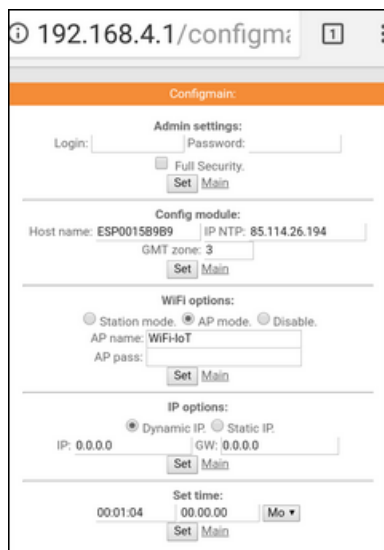 192.168.4.1/configma 1
Configmain:
Admin settings:
Login: Password:
Full Security.
Set Main
Config module:
Host name: ESP0015B9B9 IP NTP: 85.114.26.194
GMT zone: 3
Set Main
WiFi options:
Station mode. AP mode. Disable.
AP name: WiFi-IoT
AP pass:
Set Main
IP options:
Dynamic IP. Static IP.
IP: 0.0.0.0 GW: 0.0.0.0
Set Main
Set time:
00:01:04 00.00.00 Mo
Set Main